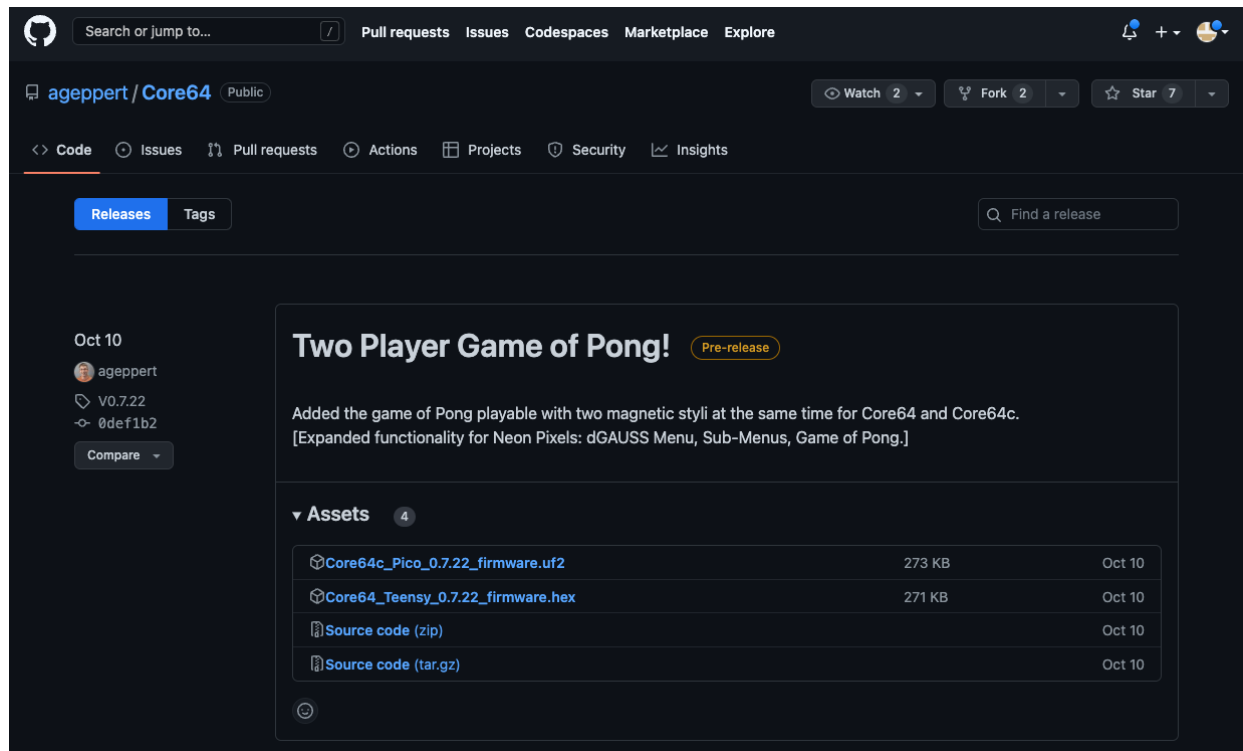 Search or jump to... / Pull requests Issues Codespaces Marketplace Explore
ageppert / Core64 Public Watch 2 Fork 2 Star 7
<> Code Issues Pull requests Actions Projects Security Insights
Releases Tags Find a release
Oct 10
ageppert
V0.7.22
0def1b2
Compare
Two Player Game of Pong! Pre-release
Added the game of Pong playable with two magnetic styli at the same time for Core64 and Core64c.
[Expanded functionality for Neon Pixels: dGAUSS Menu, Sub-Menus, Game of Pong.]
Assets 4
Core64c_Pico_0.7.22_firmware.uf2 273 KB Oct 10
Core64_Teensy_0.7.22_firmware.hex 271 KB Oct 10
Source code (zip) Oct 10
Source code (tar.gz) Oct 10